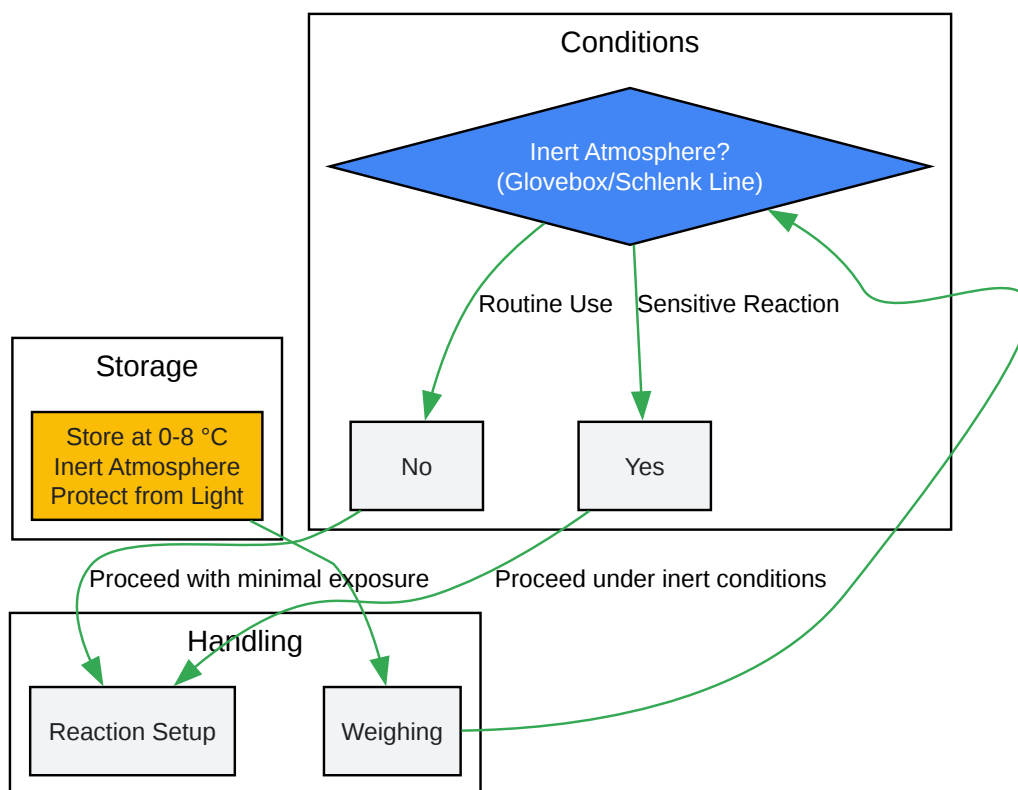 Conditions
Inert Atmosphere?
(Glovebox/Schlenk Line)
Routine Use
Sensitive Reaction
Storage
Store at 0-8 °C
Inert Atmosphere
Protect from Light
No
Yes
Proceed with minimal exposure
Proceed under inert conditions
Handling
Reaction Setup
Weighing